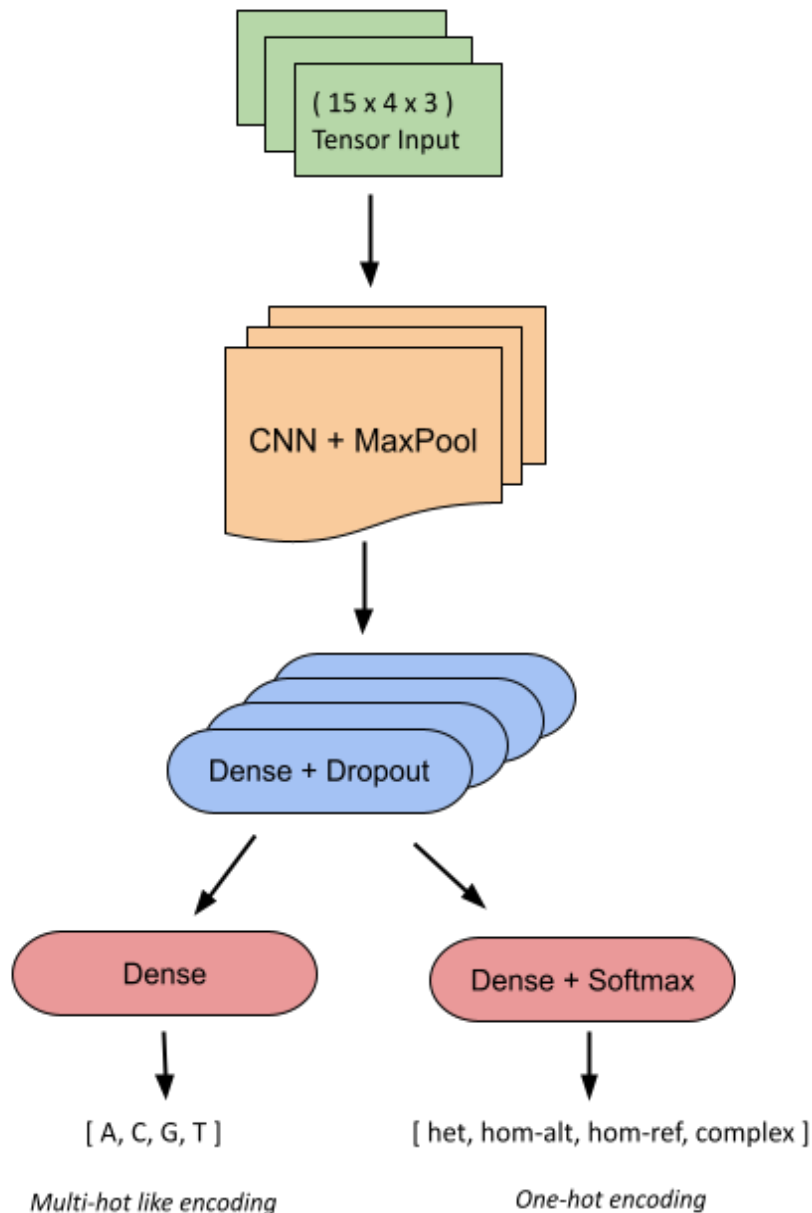 ( 15 x 4 x 3 )
Tensor Input
CNN + MaxPool
Dense + Dropout
Dense
Dense + Softmax
[ A, C, G, T ]
[ het, hom-alt, hom-ref, complex ]
Multi-hot like encoding
One-hot encoding